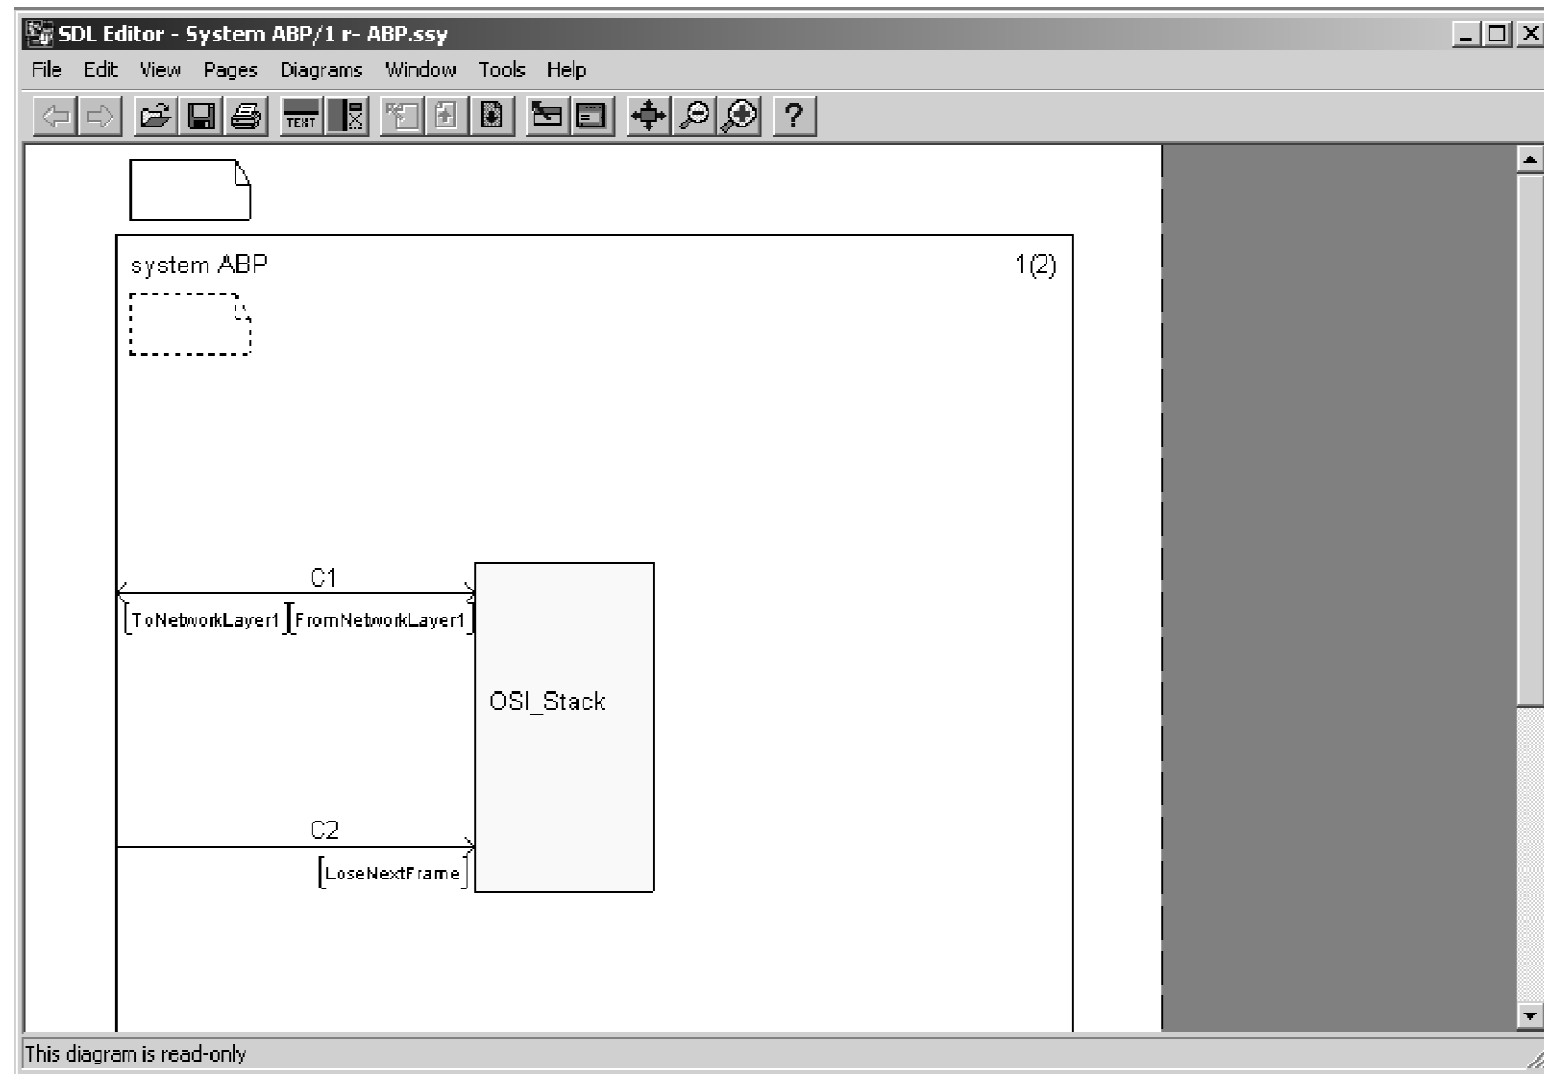 SDL Editor - System ABP/1 r- ABP.ssy
File Edit View Pages Diagrams Window Tools Help
TEXT
?
system ABP
1(2)
C1
[ToNetworkLayer1] [FromNetworkLayer1]
OSI_Stack
C2
[LoseNextFrame]
This diagram is read-only